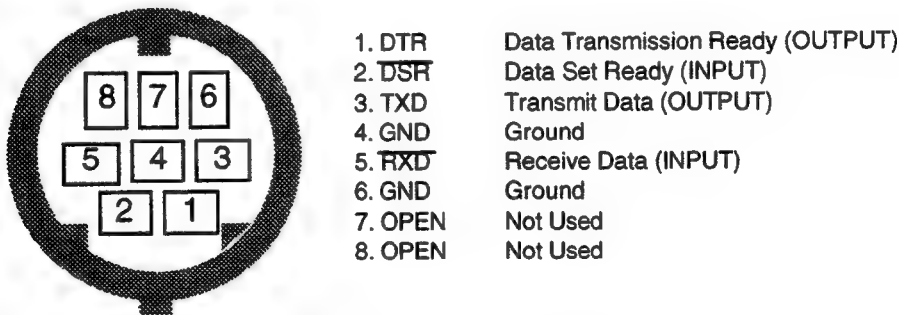 8 7 6
5 4 3
2 1
1. DTR Data Transmission Ready (OUTPUT)
2. DSR Data Set Ready (INPUT)
3. TXD Transmit Data (OUTPUT)
4. GND Ground
5. RXD Receive Data (INPUT)
6. GND Ground
7. OPEN Not Used
8. OPEN Not Used